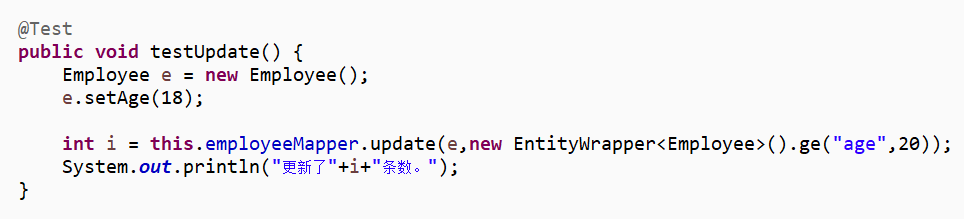 @Test
public void testUpdate() {
    Employee e = new Employee();
    e.setAge(18);

    int i = this.employeeMapper.update(e,new EntityWrapper<Employee>().ge("age",20));
    System.out.println("更新了"+i+"条数。");
}